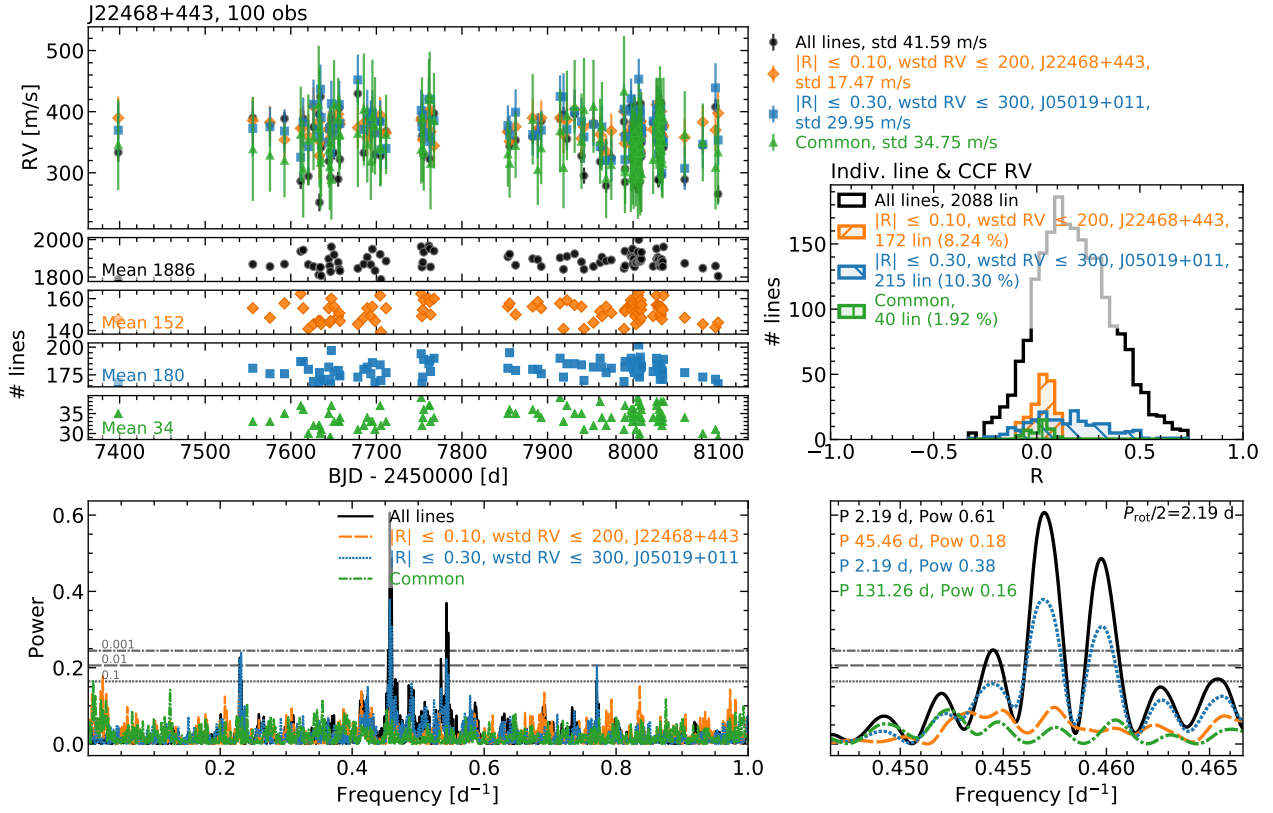 J22468+443, 100 obs
500
400
300
RV [m/s]
All lines, std 41.59 m/s
|R| ≤ 0.10, wstd RV ≤ 200, J22468+443,
std 17.47 m/s
|R| ≤ 0.30, wstd RV ≤ 300, J05019+011,
std 29.95 m/s
Common, std 34.75 m/s
2000
1800
Mean 1886
160
140
Mean 152
200
175
Mean 180
35
30
Mean 34
# lines
7400 7500 7600 7700 7800 7900 8000 8100
BJD - 2450000 [d]
Indiv. line & CCF RV
All lines, 2088 lin
|R| ≤ 0.10, wstd RV ≤ 200, J22468+443,
172 lin (8.24 %)
|R| ≤ 0.30, wstd RV ≤ 300, J05019+011,
215 lin (10.30 %)
Common,
40 lin (1.92 %)
150
100
50
0
# lines
−1.0 −0.5 0.0 0.5 1.0
R
0.6
0.4
0.2
0.0
Power
All lines
|R| ≤ 0.10, wstd RV ≤ 200, J22468+443
|R| ≤ 0.30, wstd RV ≤ 300, J05019+011
Common
0.001
0.01
0.1
0.2 0.4 0.6 0.8 1.0
Frequency [d⁻¹]
P 2.19 d, Pow 0.61
P 45.46 d, Pow 0.18
P 2.19 d, Pow 0.38
P 131.26 d, Pow 0.16
Prot/2=2.19 d
0.450 0.455 0.460 0.465
Frequency [d⁻¹]